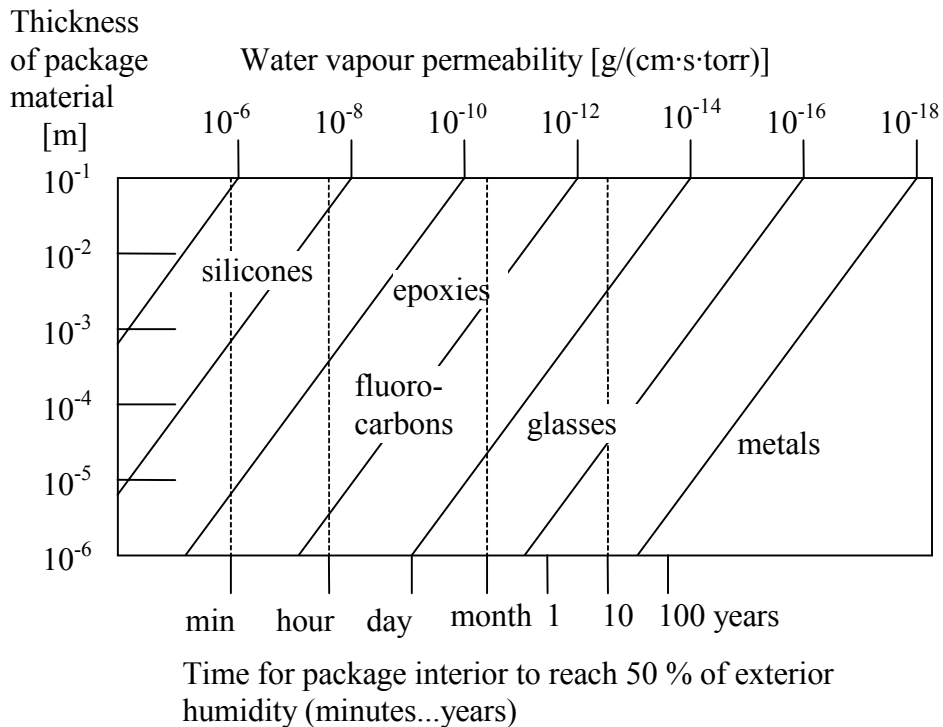 Thickness
of package
material
[m]
Water vapour permeability [g/(cm·s·torr)]
10⁻⁶ 10⁻⁸ 10⁻¹⁰ 10⁻¹² 10⁻¹⁴ 10⁻¹⁶ 10⁻¹⁸
10⁻¹
10⁻²
10⁻³
10⁻⁴
10⁻⁵
10⁻⁶
silicones
epoxies
fluoro-
carbons
glasses
metals
min hour day month 1 10 100 years
Time for package interior to reach 50 % of exterior
humidity (minutes...years)